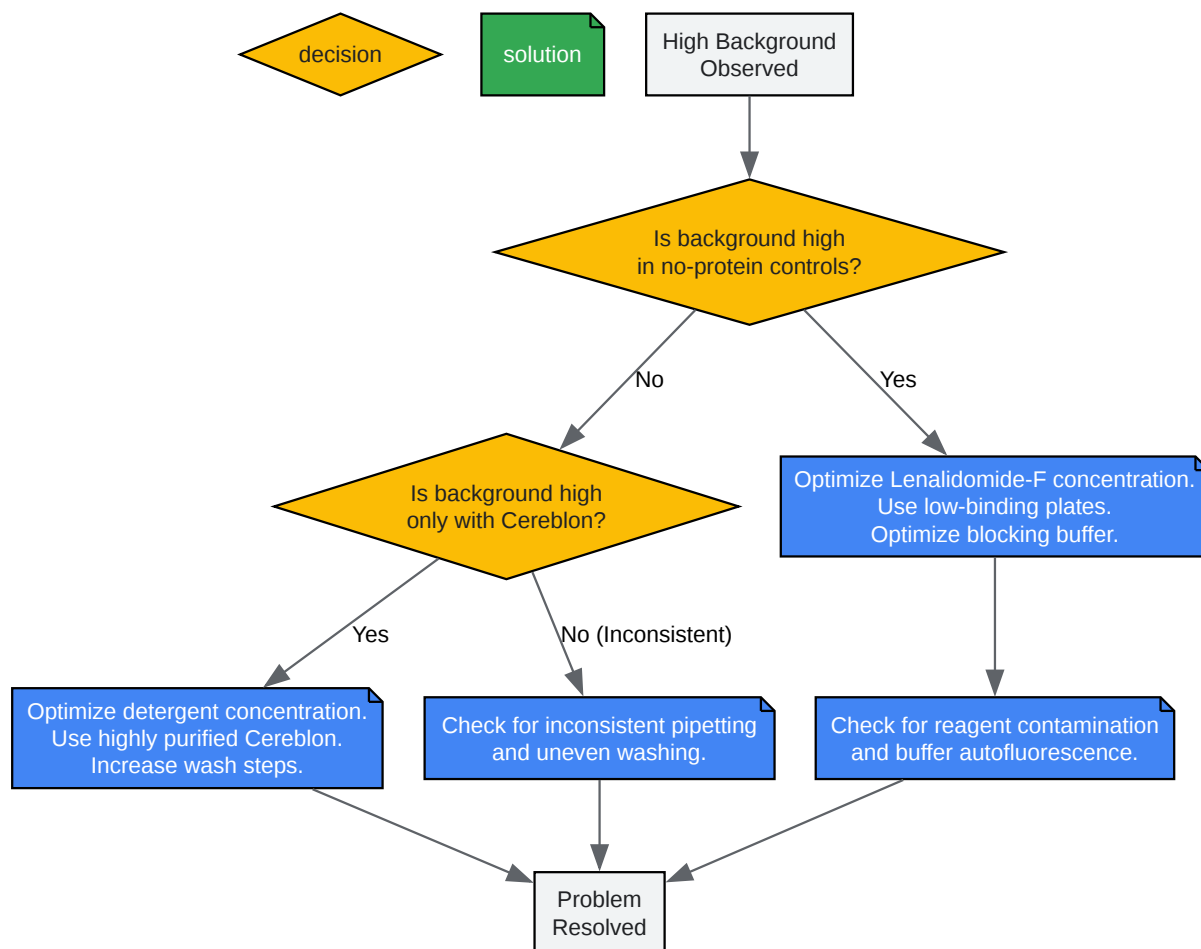 decision
solution
High Background
Observed
Is background high
in no-protein controls?
No
Yes
Is background high
only with Cereblon?
Optimize Lenalidomide-F concentration.
Use low-binding plates.
Optimize blocking buffer.
Yes
No (Inconsistent)
Optimize detergent concentration.
Use highly purified Cereblon.
Increase wash steps.
Check for inconsistent pipetting
and uneven washing.
Check for reagent contamination
and buffer autofluorescence.
Problem
Resolved